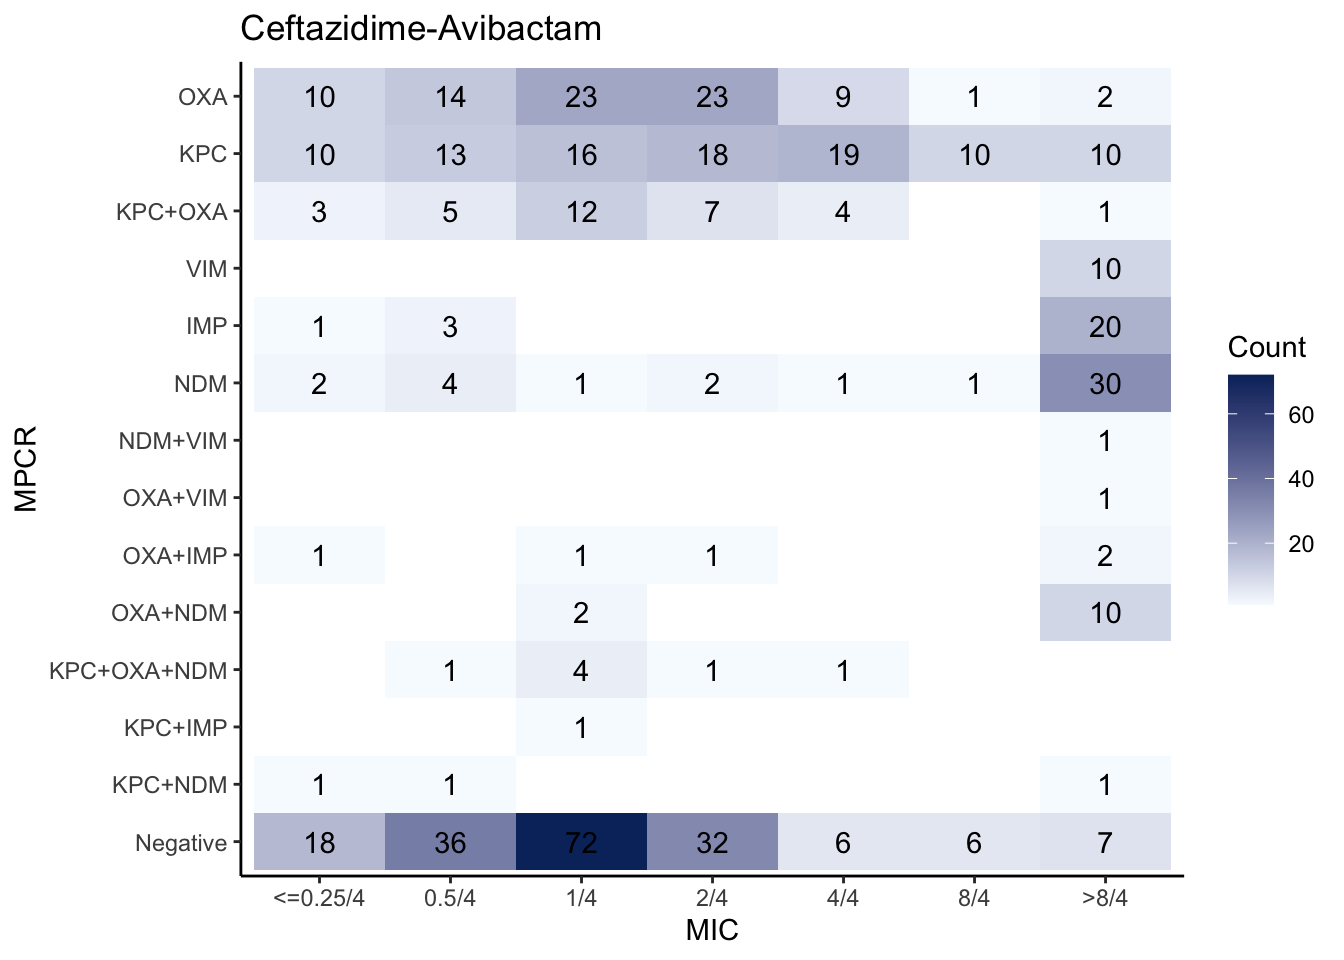 Ceftazidime-Avibactam
OXA 10 14 23 23 9 1 2
KPC 10 13 16 18 19 10 10
KPC+OXA 3 5 12 7 4 1
VIM 10
IMP 1 3 20
NDM 2 4 1 2 1 1 30
NDM+VIM 1
OXA+VIM 1
OXA+IMP 1 1 1 2
OXA+NDM 2 10
KPC+OXA+NDM 1 4 1 1
KPC+IMP 1
KPC+NDM 1 1 1
Negative 18 36 72 32 6 6 7
<=0.25/4 0.5/4 1/4 2/4 4/4 8/4 >8/4
MIC
MPCR
Count
60
40
20